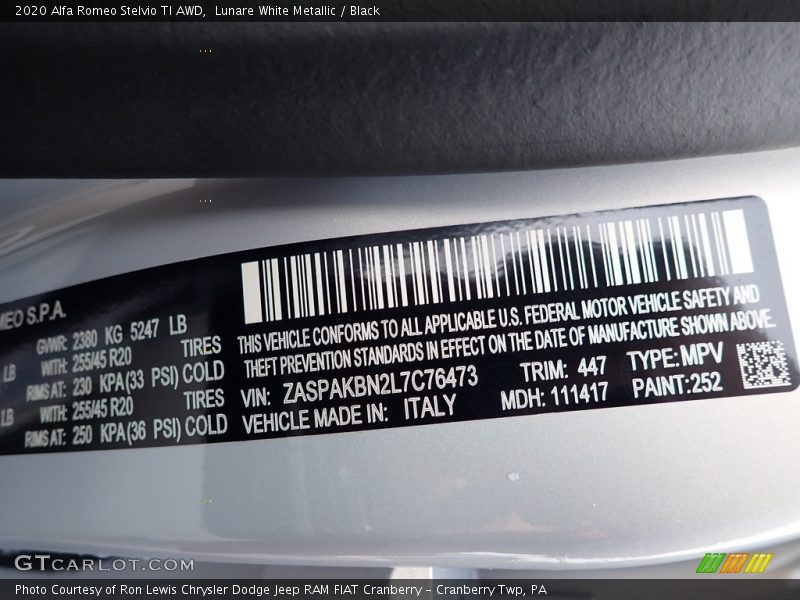 2020 Alfa Romeo Stelvio TI AWD,  Lunare White Metallic / Black
MEO S.P.A.
GVWR: 2380 KG 5247 LB
LB WITH: 255/45 R20 TIRES
RIMS AT: 230 KPA(33 PSI) COLD
LB WITH: 255/45 R20 TIRES
RIMS AT: 250 KPA(36 PSI) COLD
THIS VEHICLE CONFORMS TO ALL APPLICABLE U.S. FEDERAL MOTOR VEHICLE SAFETY AND
THEFT PREVENTION STANDARDS IN EFFECT ON THE DATE OF MANUFACTURE SHOWN ABOVE.
VIN: ZASPAKBN2L7C76473 TRIM: 447 TYPE: MPV
VEHICLE MADE IN: ITALY MDH: 111417 PAINT:252
GTCARLOT.COM
Photo Courtesy of Ron Lewis Chrysler Dodge Jeep RAM FIAT Cranberry – Cranberry Twp, PA